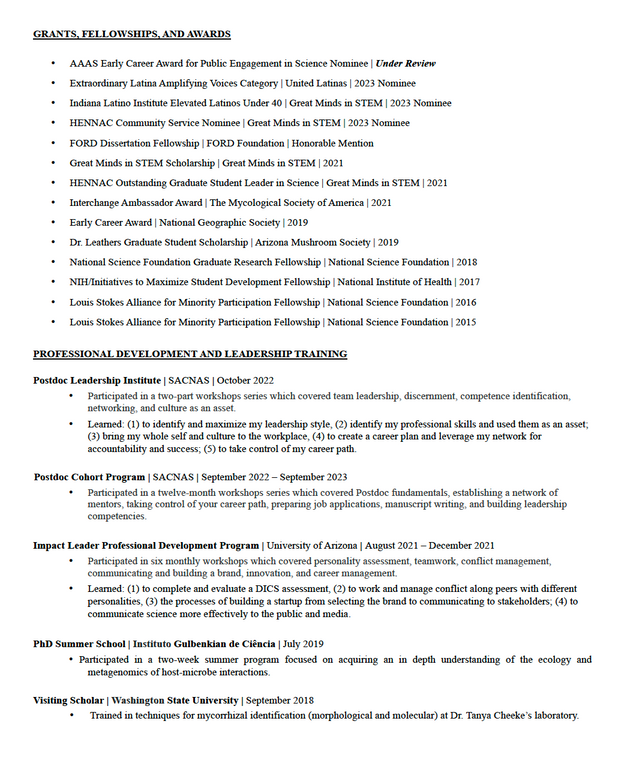 GRANTS, FELLOWSHIPS, AND AWARDS
• AAAS Early Career Award for Public Engagement in Science Nominee | Under Review
• Extraordinary Latina Amplifying Voices Category | United Latinas | 2023 Nominee
• Indiana Latino Institute Elevated Latinos Under 40 | Great Minds in STEM | 2023 Nominee
• HENNAC Community Service Nominee | Great Minds in STEM | 2023 Nominee
• FORD Dissertation Fellowship | FORD Foundation | Honorable Mention
• Great Minds in STEM Scholarship | Great Minds in STEM | 2021
• HENNAC Outstanding Graduate Student Leader in Science | Great Minds in STEM | 2021
• Interchange Ambassador Award | The Mycological Society of America | 2021
• Early Career Award | National Geographic Society | 2019
• Dr. Leathers Graduate Student Scholarship | Arizona Mushroom Society | 2019
• National Science Foundation Graduate Research Fellowship | National Science Foundation | 2018
• NIH/Initiatives to Maximize Student Development Fellowship | National Institute of Health | 2017
• Louis Stokes Alliance for Minority Participation Fellowship | National Science Foundation | 2016
• Louis Stokes Alliance for Minority Participation Fellowship | National Science Foundation | 2015
PROFESSIONAL DEVELOPMENT AND LEADERSHIP TRAINING
Postdoc Leadership Institute | SACNAS | October 2022
• Participated in a two-part workshops series which covered team leadership, discernment, competence identification,
networking, and culture as an asset.
• Learned: (1) to identify and maximize my leadership style, (2) identify my professional skills and used them as an asset;
(3) bring my whole self and culture to the workplace, (4) to create a career plan and leverage my network for
accountability and success; (5) to take control of my career path.
Postdoc Cohort Program | SACNAS | September 2022 – September 2023
• Participated in a twelve-month workshops series which covered Postdoc fundamentals, establishing a network of
mentors, taking control of your career path, preparing job applications, manuscript writing, and building leadership
competencies.
Impact Leader Professional Development Program | University of Arizona | August 2021 – December 2021
• Participated in six monthly workshops which covered personality assessment, teamwork, conflict management,
communicating and building a brand, innovation, and career management.
• Learned: (1) to complete and evaluate a DICS assessment, (2) to work and manage conflict along peers with different
personalities, (3) the processes of building a startup from selecting the brand to communicating to stakeholders; (4) to
communicate science more effectively to the public and media.
PhD Summer School | Instituto Gulbenkian de Ciência | July 2019
• Participated in a two-week summer program focused on acquiring an in depth understanding of the ecology and
metagenomics of host-microbe interactions.
Visiting Scholar | Washington State University | September 2018
• Trained in techniques for mycorrhizal identification (morphological and molecular) at Dr. Tanya Cheeke's laboratory.